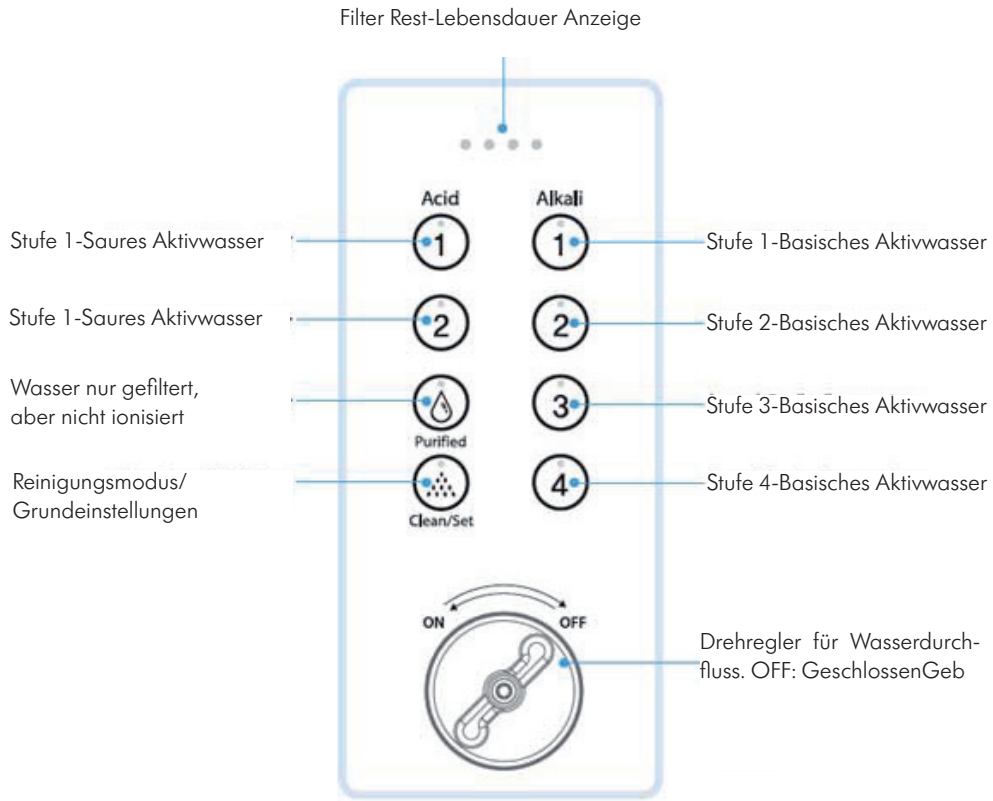 Filter Rest-Lebensdauer Anzeige
Acid
Alkali
Stufe 1-Saures Aktivwasser
1
1
Stufe 1-Basisches Aktivwasser
Stufe 1-Saures Aktivwasser
2
2
Stufe 2-Basisches Aktivwasser
Wasser nur gefiltert,
aber nicht ionisiert
Purified
3
Stufe 3-Basisches Aktivwasser
Reinigungsmodus/
Grundeinstellungen
Clean/Set
4
Stufe 4-Basisches Aktivwasser
ON
OFF
Drehregler für Wasserdurch-
fluss. OFF: GeschlossenGeb